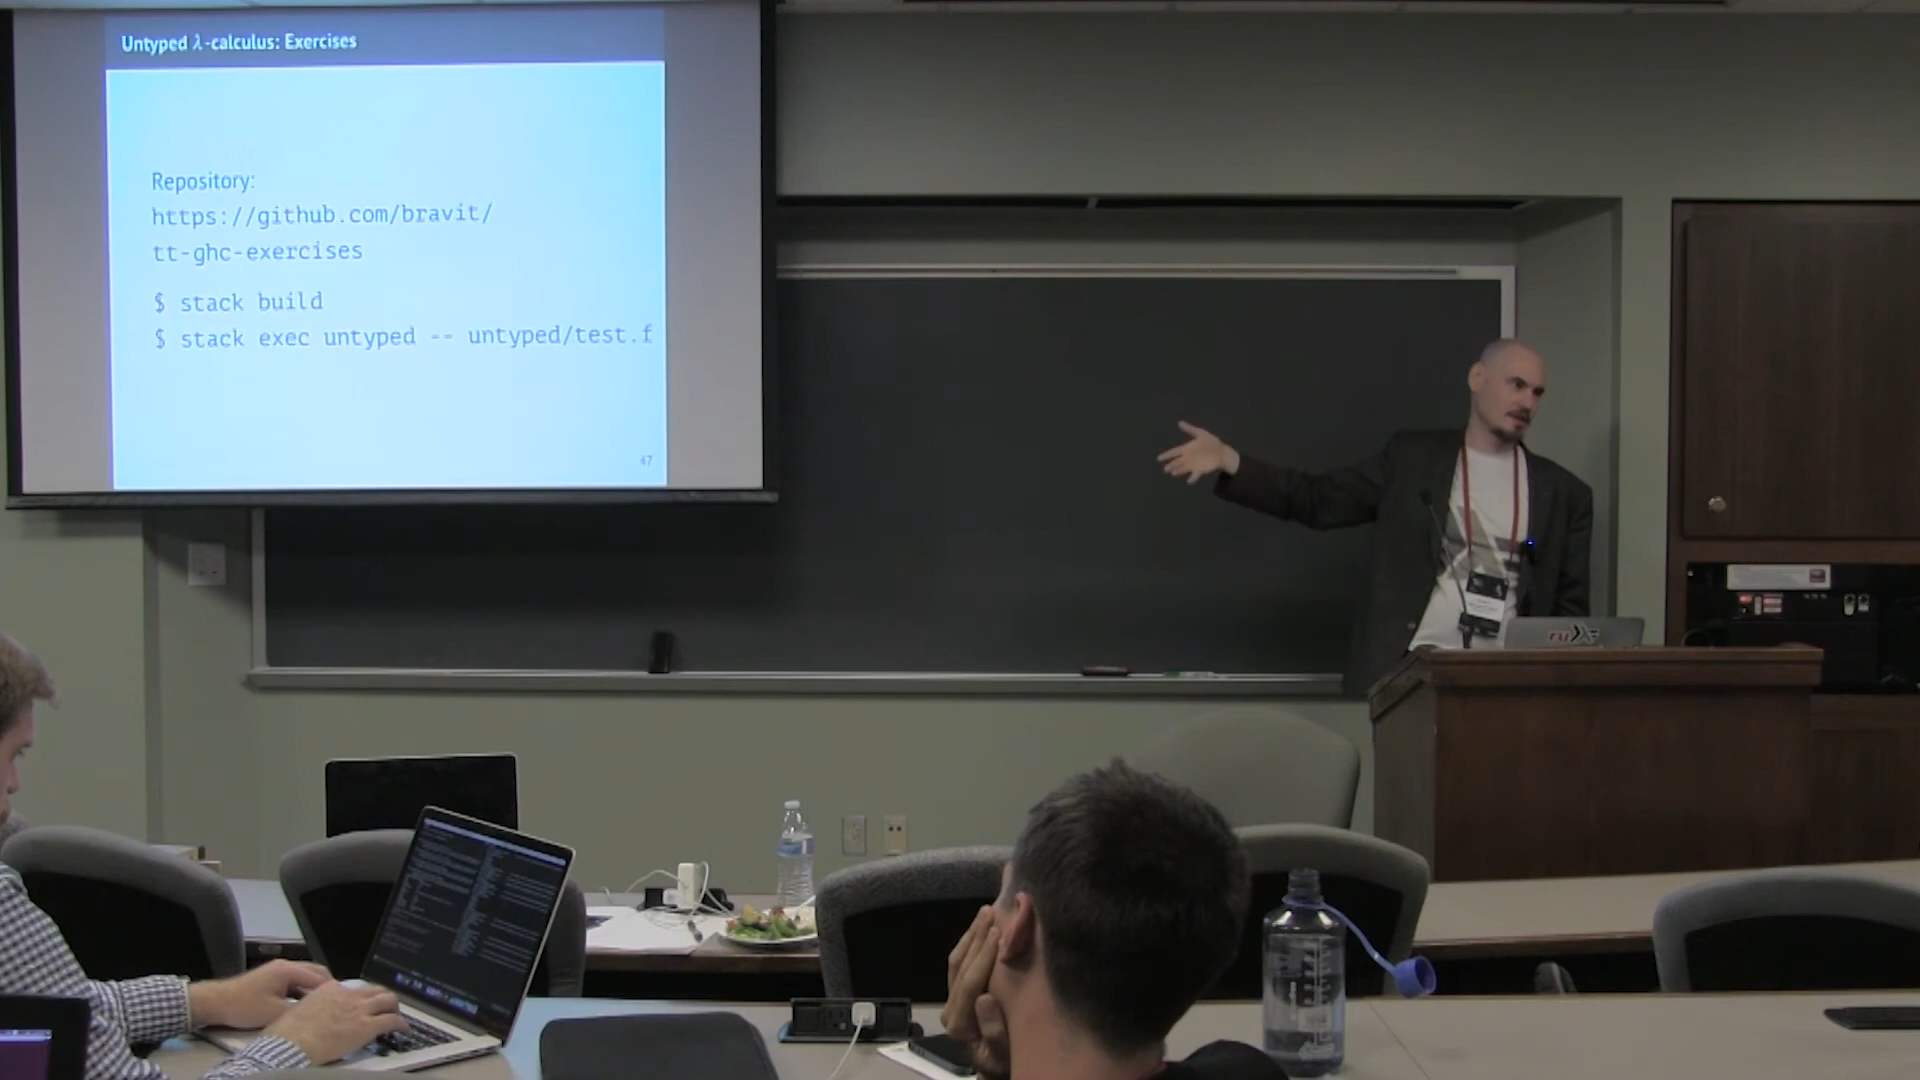 Untyped λ-calculus: Exercises
Repository:
https://github.com/bravit/
tt-ghc-exercises
$ stack build
$ stack exec untyped -- untyped/test.f
47
ruλ